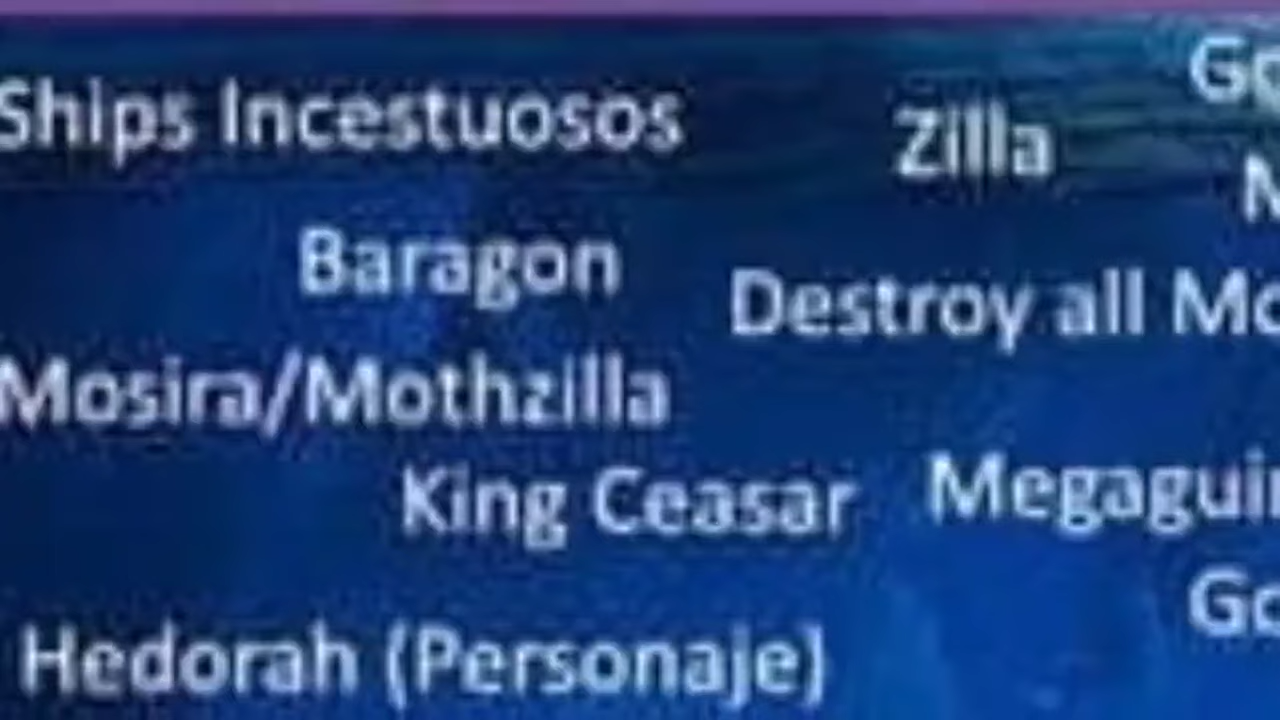 Ships Incestuosos
Zilla
Baragon
Destroy all
Mosira/Mothzilla
King Ceasar
Hedorah (Personaje)